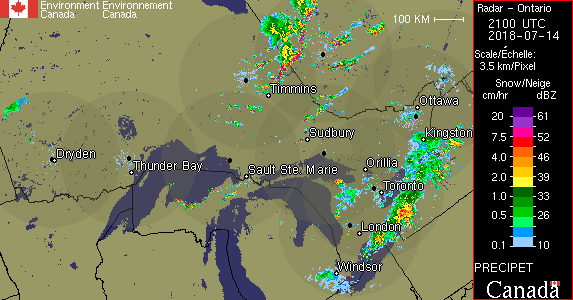 Environment Environnement
Canada Canada
100 KM
Timmins
Ottawa
Kingston
Sudbury
Dryden
Thunder Bay
Sault Ste. Marie
Orillia
Toronto
London
Windsor
Radar - Ontario
2100 UTC
2018-07-14
Scale/Échelle:
3.5 km/Pixel
Snow/Neige
cm/hr dBZ
20 61
7.5 52
4.0 46
2.0 39
1.0 33
0.5 26
0.1 10
PRECIPET
Canada